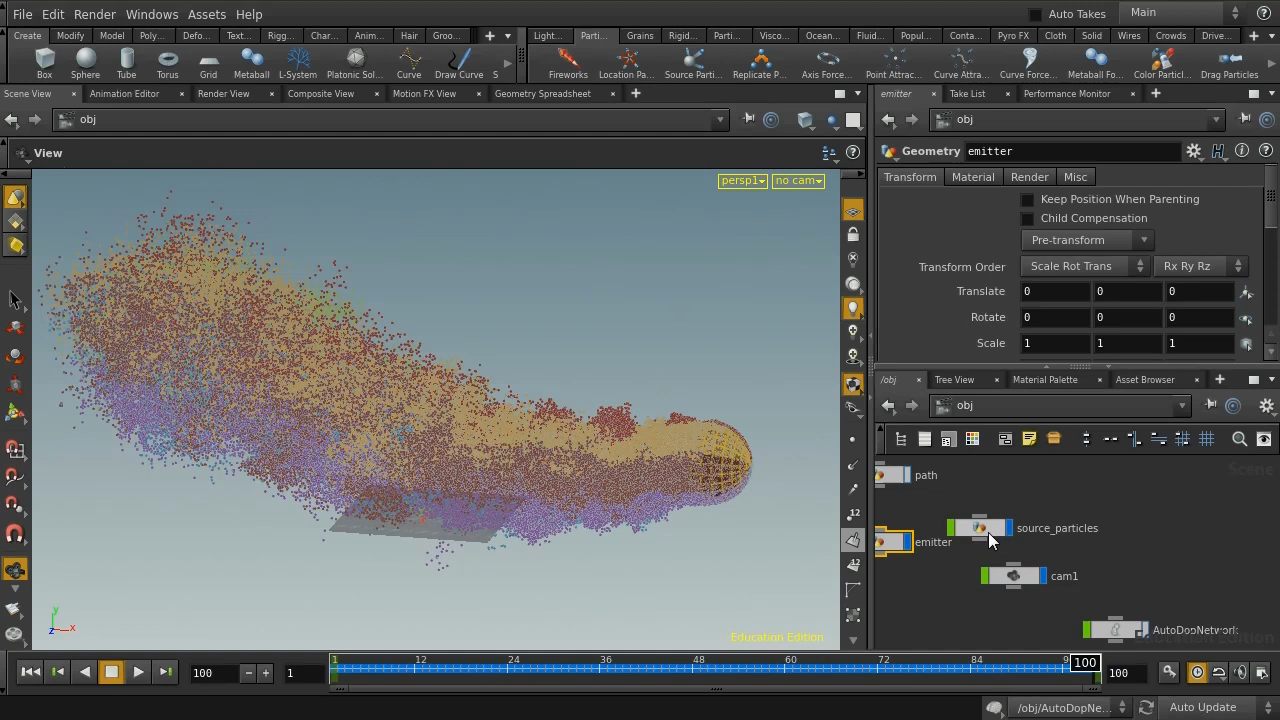 File Edit Render Windows Assets Help Auto Takes Main
Create Modify Model Poly... Defo... Text... Rigg... Char... Anim... Hair Groo... Light... Parti... Grains Rigid... Parti... Visco... Ocean... Fluid... Popul... Conta... Pyro FX Cloth Solid Wires Crowds Drive...
Box Sphere Tube Torus Grid Metaball L-System Platonic Sol... Curve Draw Curve S Fireworks Location Pa... Source Parti... Replicate P... Axis Force... Point Attrac... Curve Attra... Curve Force... Metaball Fo... Color Particl... Drag Particles
Scene View Animation Editor Render View Composite View Motion FX View Geometry Spreadsheet emitter Take List Performance Monitor
obj obj
View Geometry emitter
persp1 no cam Transform Material Render Misc
Keep Position When Parenting
Child Compensation
Pre-transform
Transform Order Scale Rot Trans Rx Ry Rz
Translate 0 0 0
Rotate 0 0 0
Scale 1 1 1
/obj Tree View Material Palette Asset Browser
obj
Scene
path
source_particles
emitter
cam1
12
12
y
z x
AutoDopNetwork
Education Edition
100 1 1 12 24 36 48 60 72 84 9 100 100
/obj/AutoDopNe... Auto Update